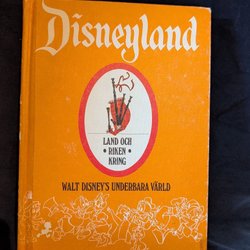 Disneyland
LAND OCH
• RIKEN •
KRING
WALT DISNEY'S UNDERBARA VÄRLD